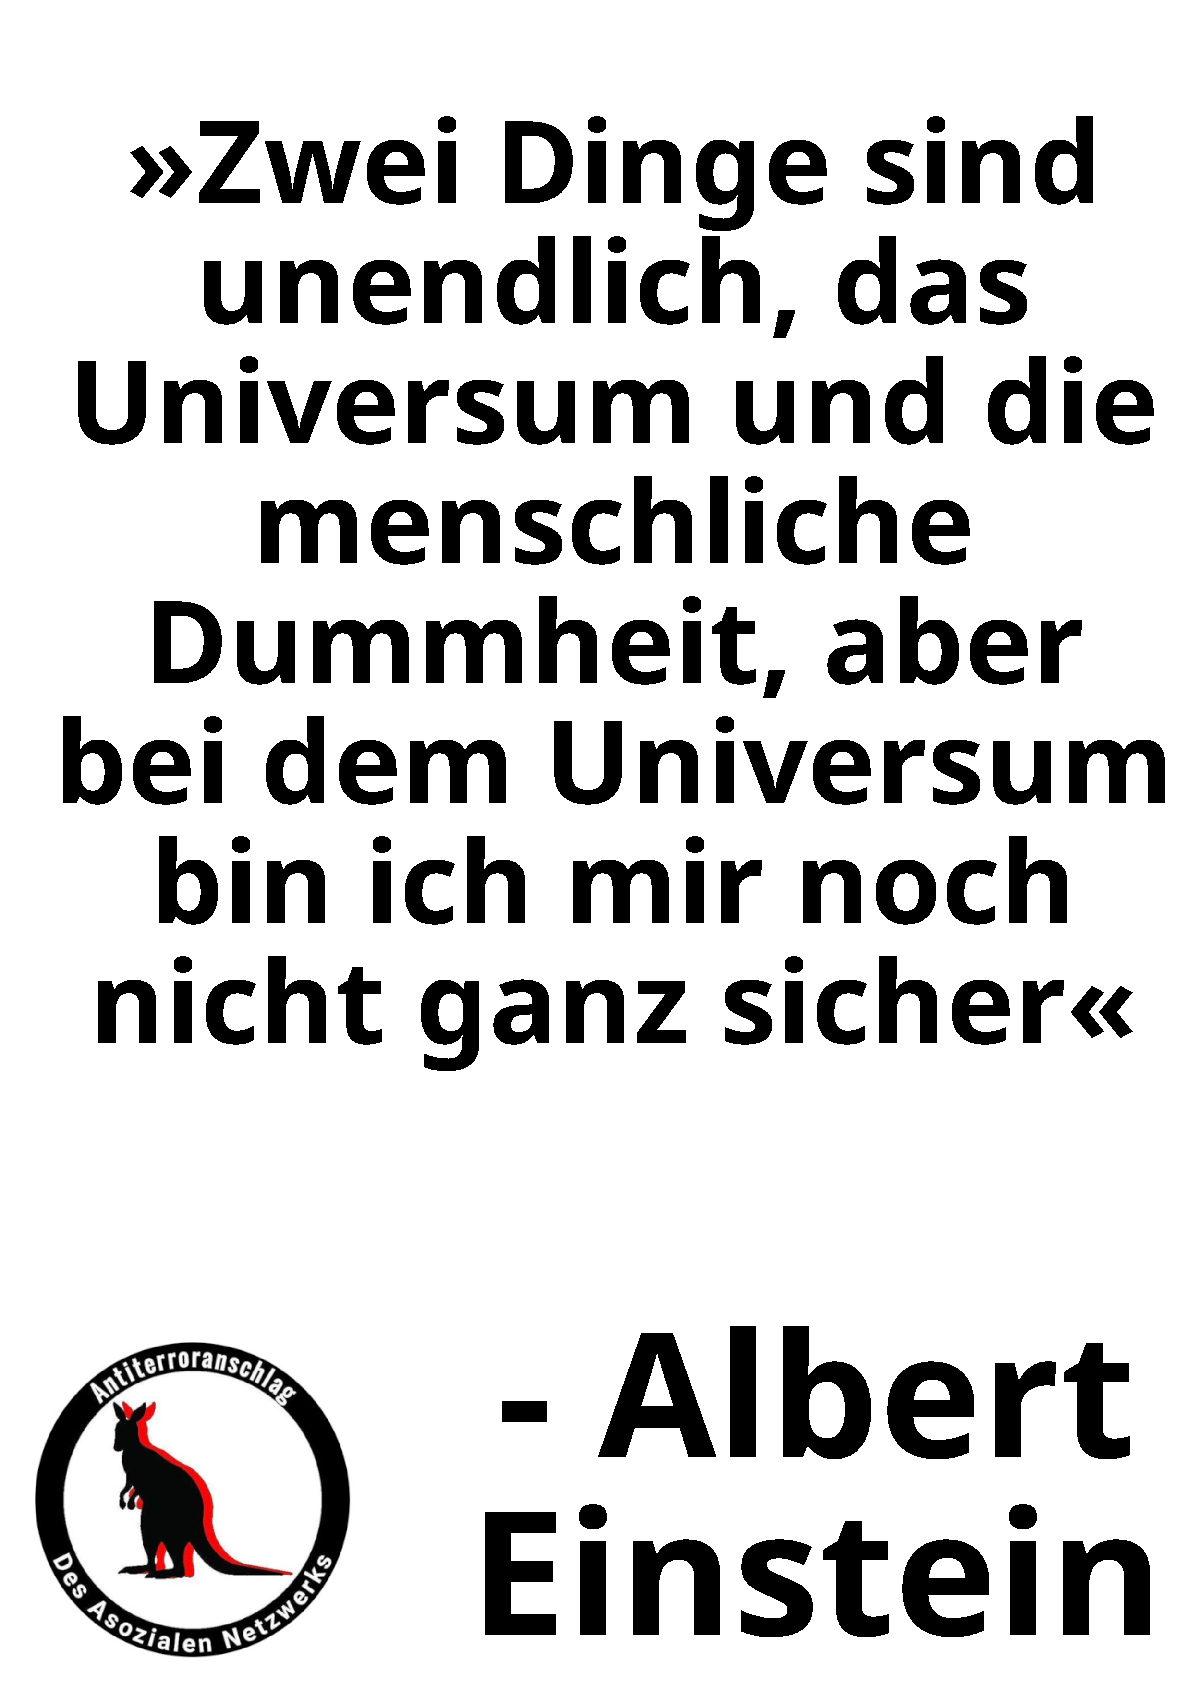 »Zwei Dinge sind
unendlich, das
Universum und die
menschliche
Dummheit, aber
bei dem Universum
bin ich mir noch
nicht ganz sicher«
- Albert
Einstein
Antiterroranschlag
Des Asozialen Netzwerks